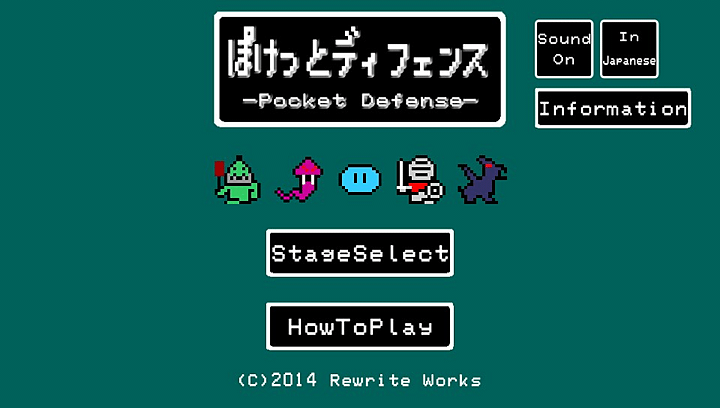 ぽけっとディフェンス
-Pocket Defense-
Sound
On
In
Japanese
Information
StageSelect
HowToPlay
(C)2014 Rewrite Works